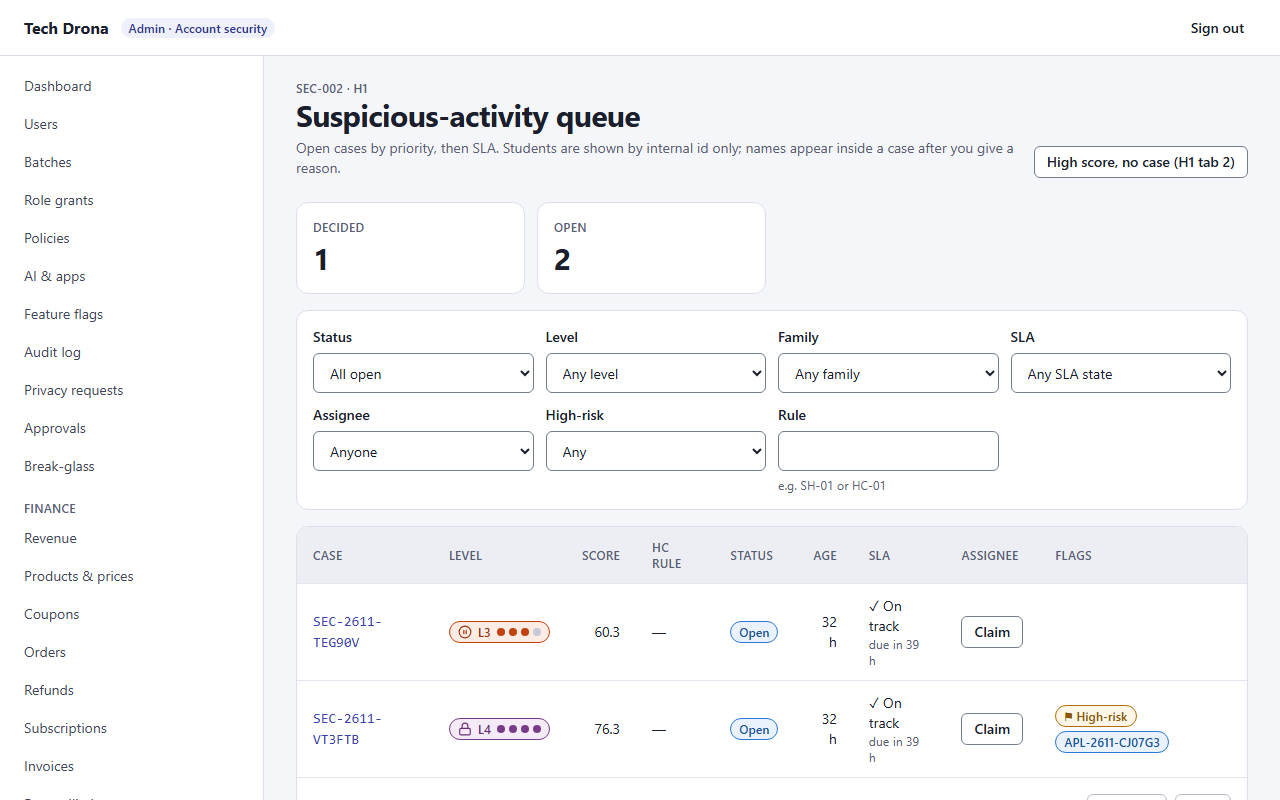 Tech Drona
Admin · Account security
Sign out
Dashboard
Users
Batches
Role grants
Policies
AI & apps
Feature flags
Audit log
Privacy requests
Approvals
Break-glass
FINANCE
Revenue
Products & prices
Coupons
Orders
Refunds
Subscriptions
Invoices
SEC-002 · H1
Suspicious-activity queue
Open cases by priority, then SLA. Students are shown by internal id only; names appear inside a case after you give a
reason.
High score, no case (H1 tab 2)
DECIDED
1
OPEN
2
Status
All open
Level
Any level
Family
Any family
SLA
Any SLA state
Assignee
Anyone
High-risk
Any
Rule
e.g. SH-01 or HC-01
CASE LEVEL SCORE HC RULE STATUS AGE SLA ASSIGNEE FLAGS
SEC-2611-
TEG90V
L3
60.3
—
Open
32
h
✓ On
track
due in 39
h
Claim
SEC-2611-
VT3FTB
L4
76.3
—
Open
32
h
✓ On
track
due in 39
h
Claim
High-risk
APL-2611-CJ07G3